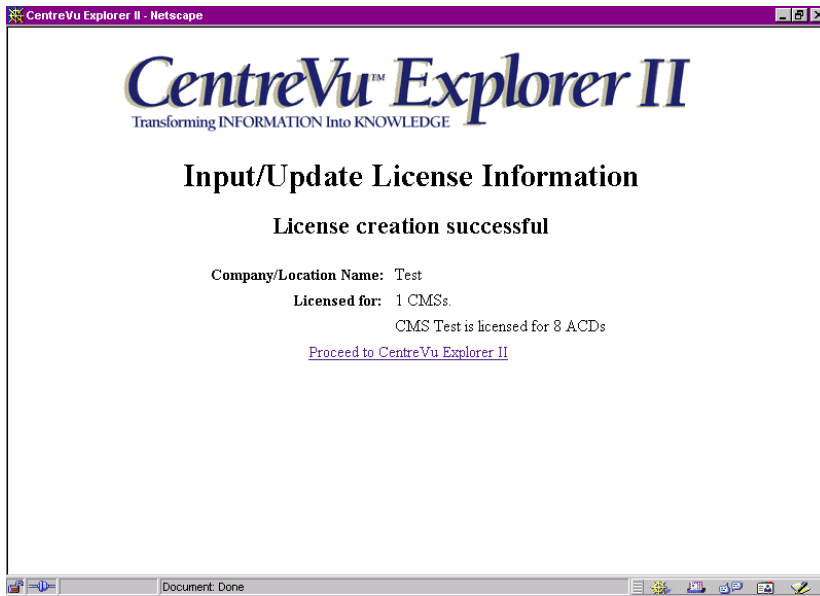 CentreVu Explorer II - Netscape
CentreVu™ Explorer II
Transforming INFORMATION Into KNOWLEDGE
Input/Update License Information
License creation successful
Company/Location Name: Test
Licensed for: 1 CMSs.
CMS Test is licensed for 8 ACDs
Proceed to CentreVu Explorer II
Document: Done